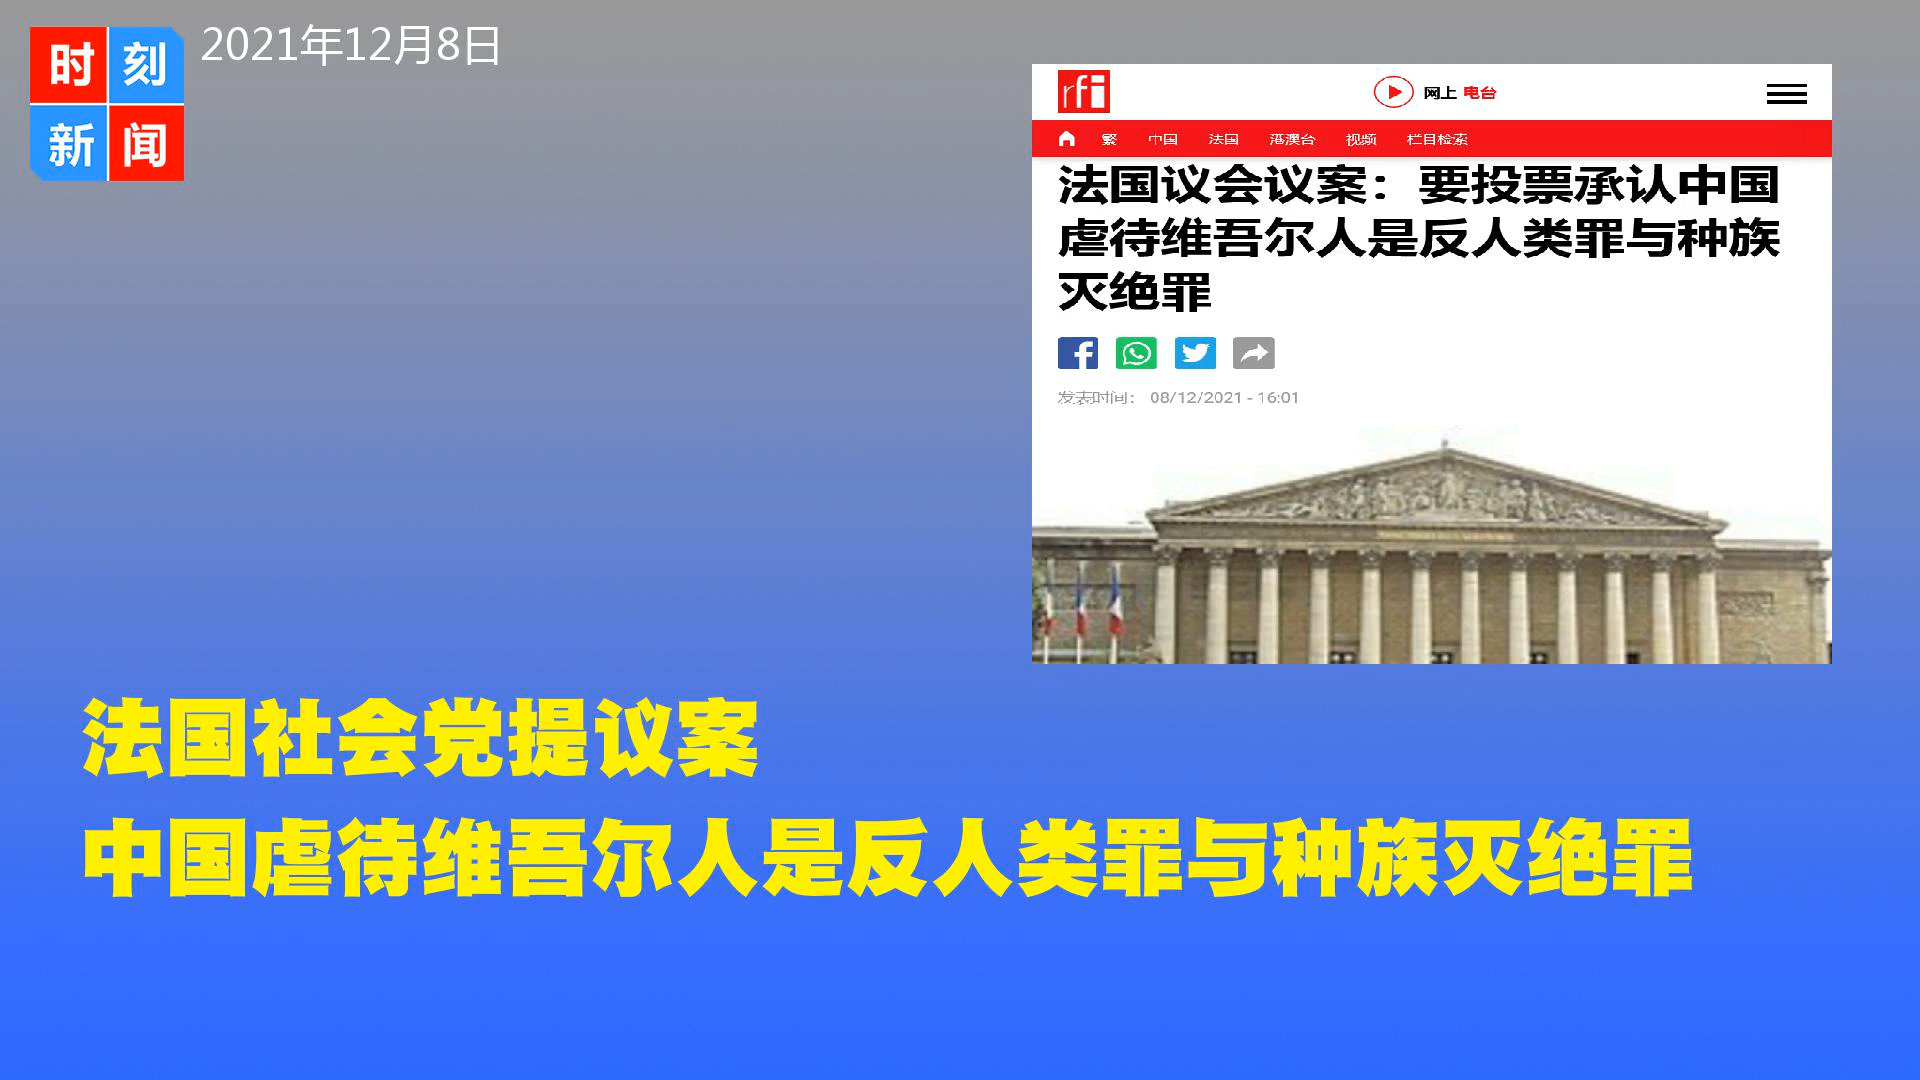 时刻
新闻
2021年12月8日
rfi
网上 电台
繁 中国 法国 港澳台 视频 栏目检索
法国议会议案：要投票承认中国
虐待维吾尔人是反人类罪与种族
灭绝罪
发表时间： 08/12/2021 - 16:01
法国社会党提议案
中国虐待维吾尔人是反人类罪与种族灭绝罪